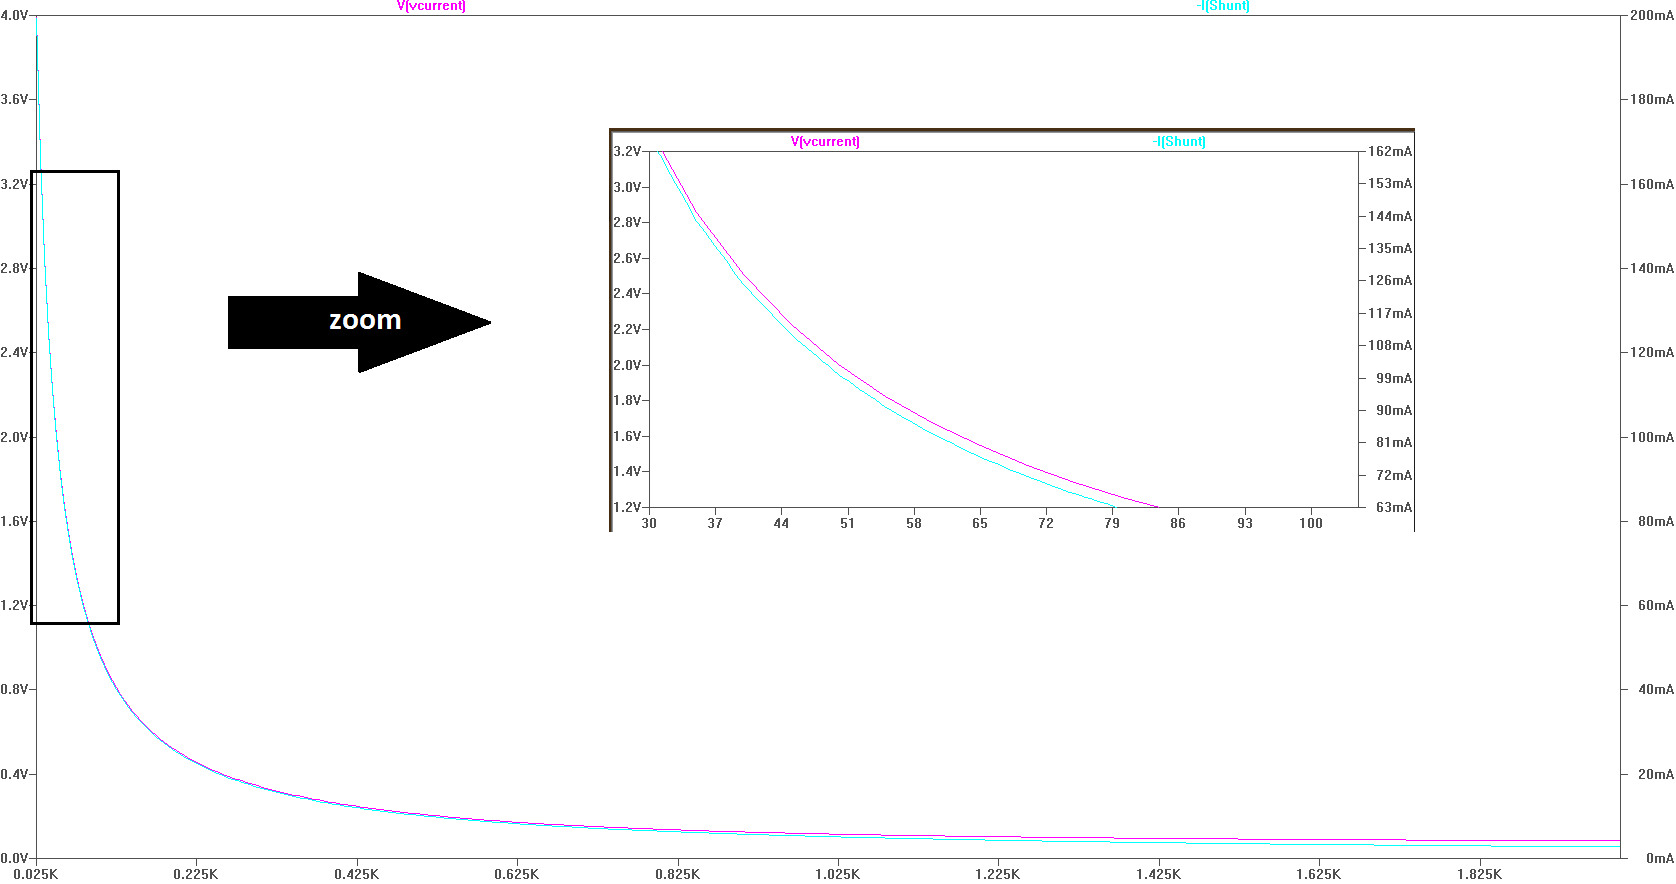 V(vcurrent) -I(Shunt)
4.0V 200mA
3.6V 180mA
3.2V 160mA
2.8V 140mA
2.4V 120mA
2.0V 100mA
1.6V 80mA
1.2V 60mA
0.8V 40mA
0.4V 20mA
0.0V 0mA
0.025K 0.225K 0.425K 0.625K 0.825K 1.025K 1.225K 1.425K 1.625K 1.825K
zoom
V(vcurrent) -I(Shunt)
3.2V 162mA
3.0V 153mA
2.8V 144mA
2.6V 135mA
2.4V 126mA
2.2V 117mA
2.0V 108mA
1.8V 99mA
1.6V 90mA
1.4V 81mA
1.2V 72mA
63mA
30 37 44 51 58 65 72 79 86 93 100